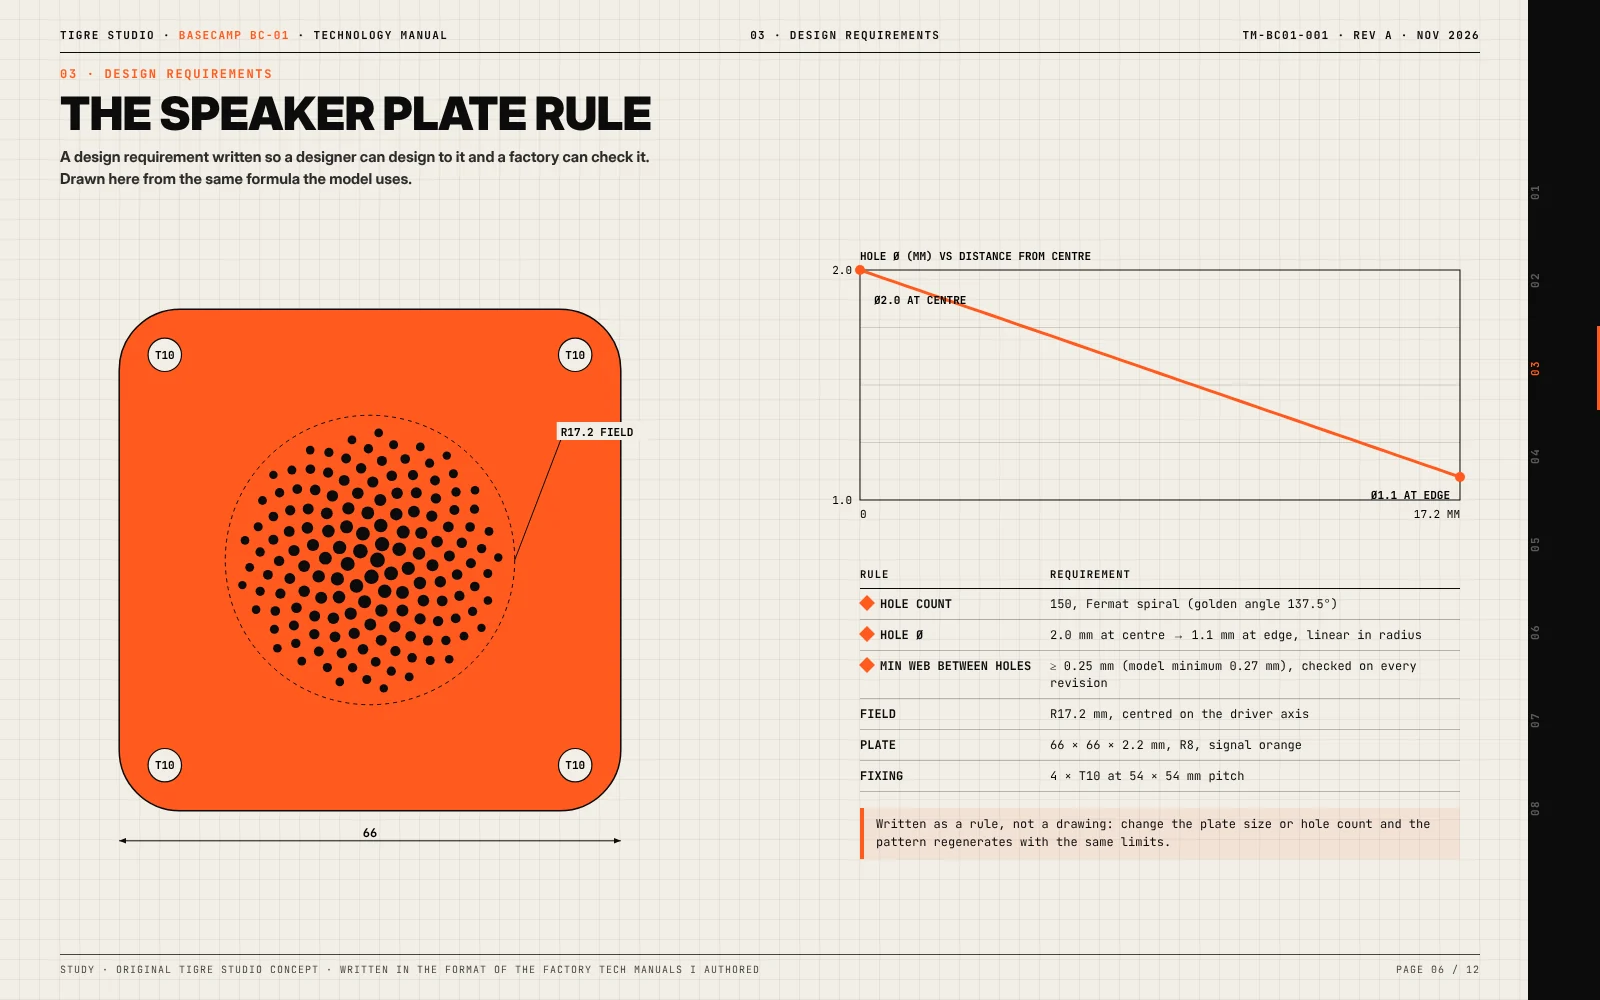 TIGRE STUDIO · BASECAMP BC-01 · TECHNOLOGY MANUAL
03 · DESIGN REQUIREMENTS
TM-BC01-001 · REV A · NOV 2026
03 · DESIGN REQUIREMENTS
THE SPEAKER PLATE RULE
A design requirement written so a designer can design to it and a factory can check it.
Drawn here from the same formula the model uses.
T10
T10
R17.2 FIELD
T10
T10
66
HOLE Ø (MM) VS DISTANCE FROM CENTRE
2.0
Ø2.0 AT CENTRE
Ø1.1 AT EDGE
1.0
0
17.2 MM
RULE REQUIREMENT
HOLE COUNT 150, Fermat spiral (golden angle 137.5°)
HOLE Ø 2.0 mm at centre → 1.1 mm at edge, linear in radius
MIN WEB BETWEEN HOLES ≥ 0.25 mm (model minimum 0.27 mm), checked on every
revision
FIELD R17.2 mm, centred on the driver axis
PLATE 66 × 66 × 2.2 mm, R8, signal orange
FIXING 4 × T10 at 54 × 54 mm pitch
Written as a rule, not a drawing: change the plate size or hole count and the
pattern regenerates with the same limits.
01
02
03
04
05
06
07
08
STUDY · ORIGINAL TIGRE STUDIO CONCEPT · WRITTEN IN THE FORMAT OF THE FACTORY TECH MANUALS I AUTHORED
PAGE 06 / 12